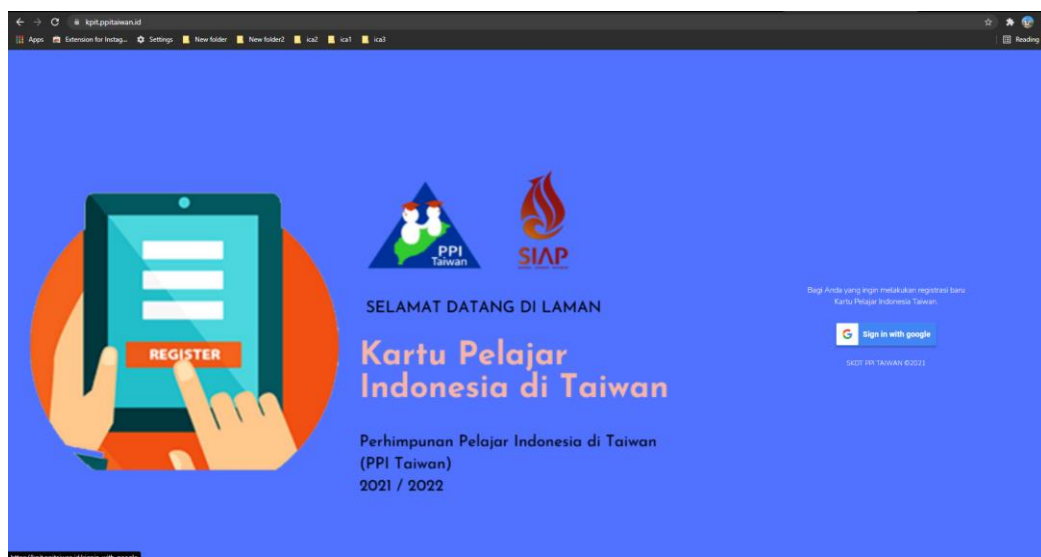 kpit.ppitaiwan.id
Apps Extension for Instag... Settings New folder New folder2 ica2 ica1 ica3 Reading
REGISTER
PPI
Taiwan
SIAP
SELAMAT DATANG DI LAMAN
Kartu Pelajar
Indonesia di Taiwan
Perhimpunan Pelajar Indonesia di Taiwan
(PPI Taiwan)
2021 / 2022
Bagi Anda yang ingin melakukan registrasi baru
Kartu Pelajar Indonesia Taiwan.
G Sign in with google
SKDT PPI TAIWAN ©2021